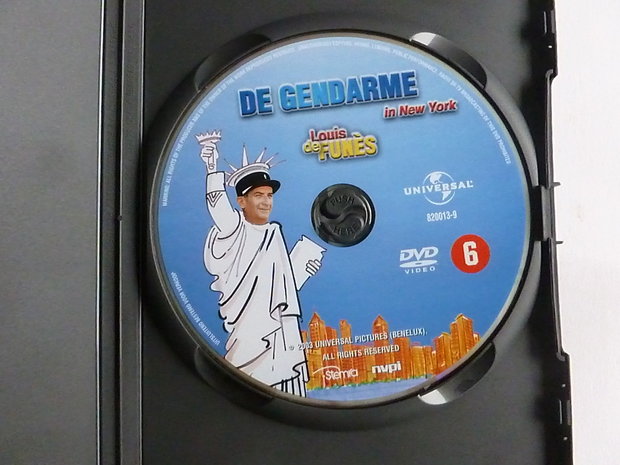 DE GENDARME
in New York
Louis
de FUNÈS
UNIVERSAL
820013-9
DVD
VIDEO
6
PUSH
© 2003 UNIVERSAL PICTURES (BENELUX).
ALL RIGHTS RESERVED
Stemra
nvpi